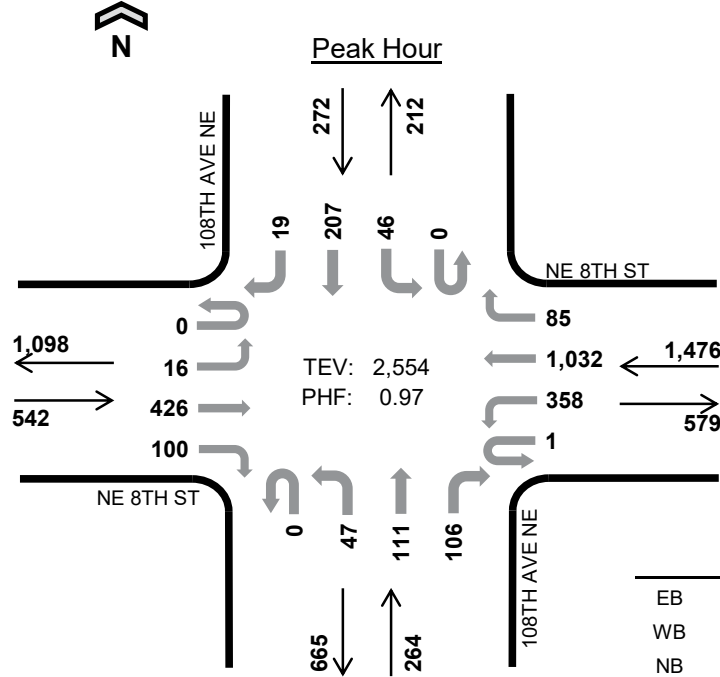 N
Peak Hour
108TH AVE NE
272
212
19
207
46
0
NE 8TH ST
0
85
1,098
16
TEV: 2,554
1,032
1,476
542
426
PHF: 0.97
358
579
100
1
NE 8TH ST
0
47
111
106
108TH AVE NE
665
264
EB
WB
NB